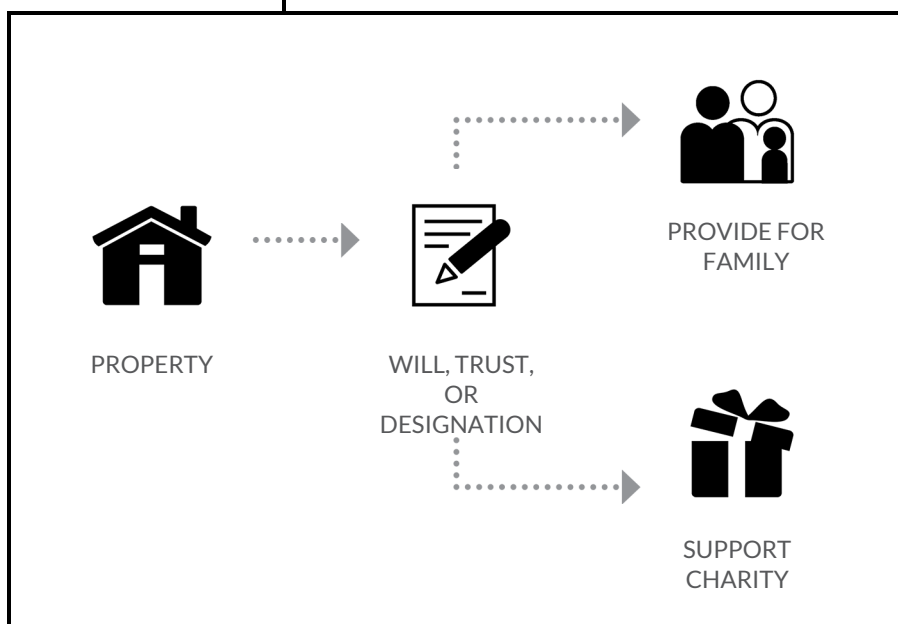 PROPERTY
WILL, TRUST,
OR
DESIGNATION
PROVIDE FOR
FAMILY
SUPPORT
CHARITY